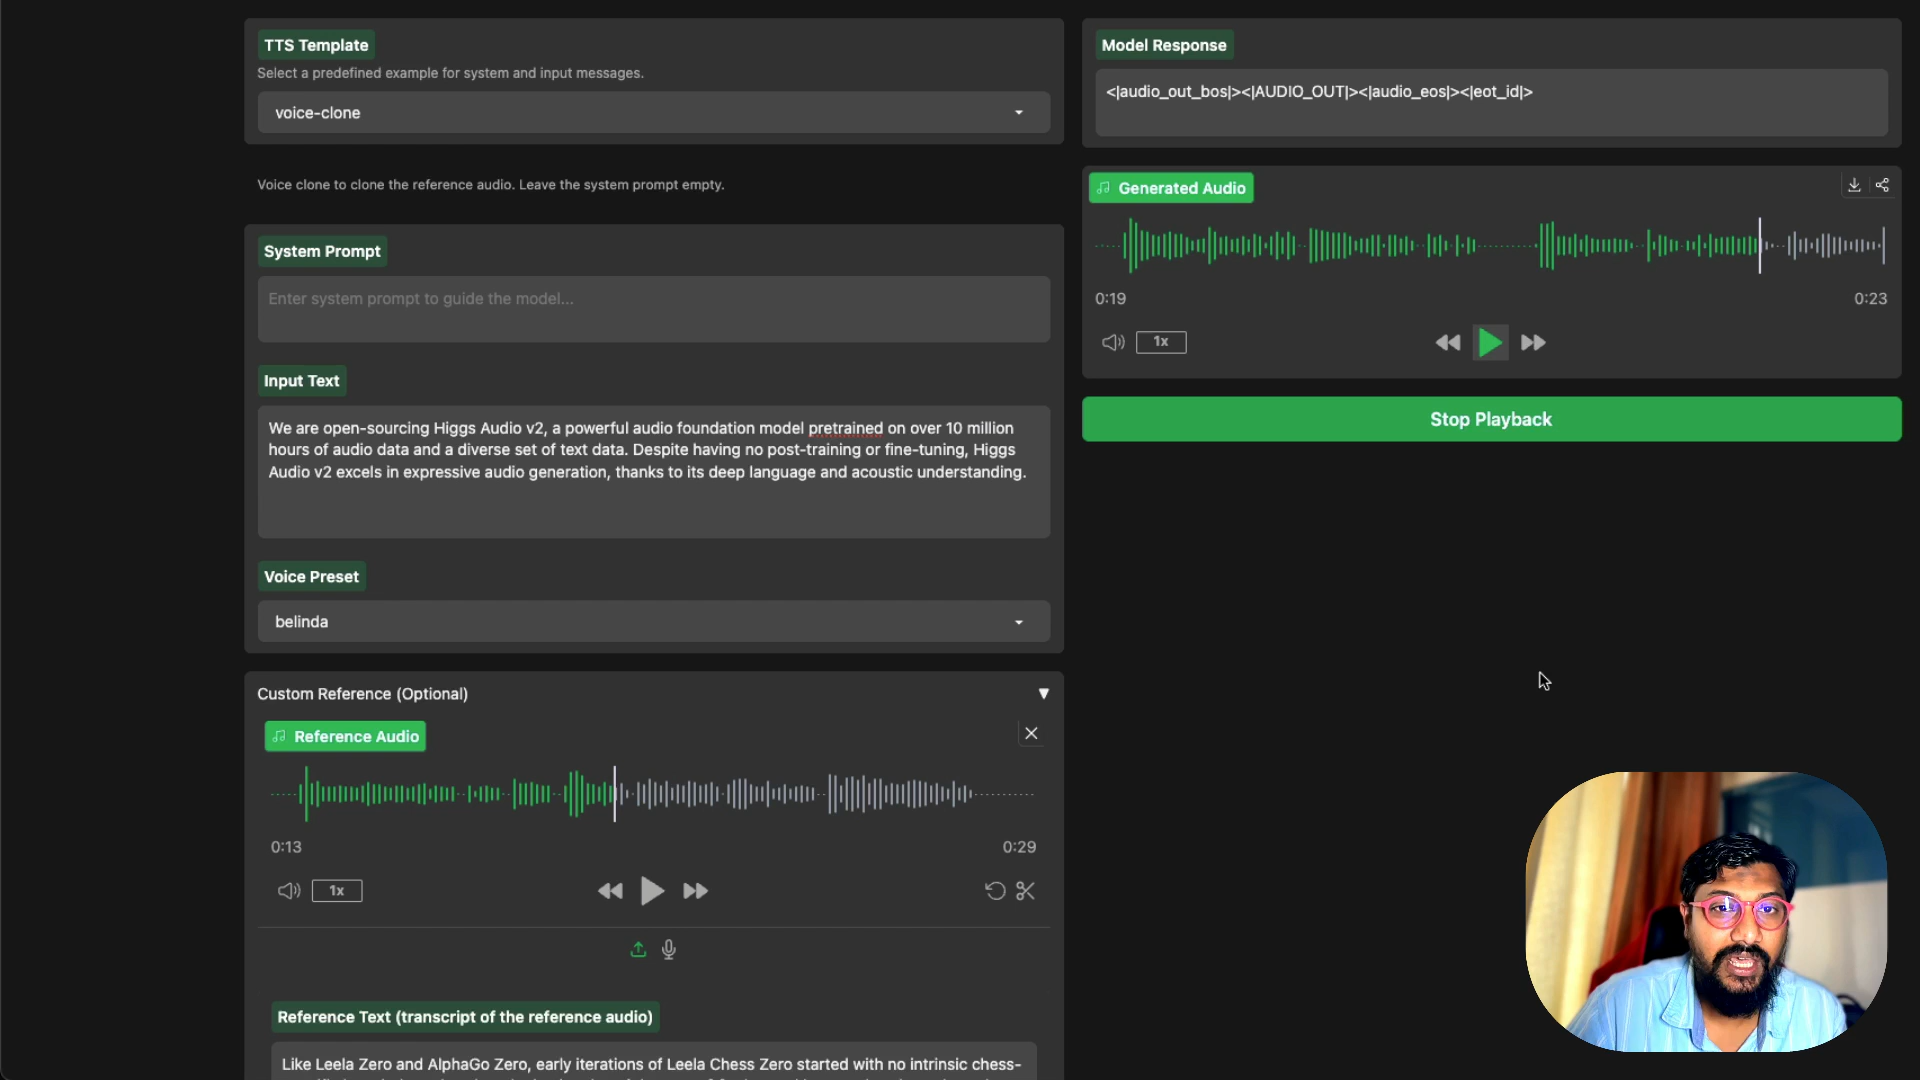 TTS Template
Select a predefined example for system and input messages.
voice-clone
Voice clone to clone the reference audio. Leave the system prompt empty.
System Prompt
Enter system prompt to guide the model...
Input Text
We are open-sourcing Higgs Audio v2, a powerful audio foundation model pretrained on over 10 million
hours of audio data and a diverse set of text data. Despite having no post-training or fine-tuning, Higgs
Audio v2 excels in expressive audio generation, thanks to its deep language and acoustic understanding.
Voice Preset
belinda
Custom Reference (Optional)
Reference Audio
0:13
0:29
1x
Reference Text (transcript of the reference audio)
Like Leela Zero and AlphaGo Zero, early iterations of Leela Chess Zero started with no intrinsic chess-
Model Response
<|audio_out_bos|><|AUDIO_OUT|><|audio_eos|><|eot_id|>
Generated Audio
0:19
0:23
1x
Stop Playback